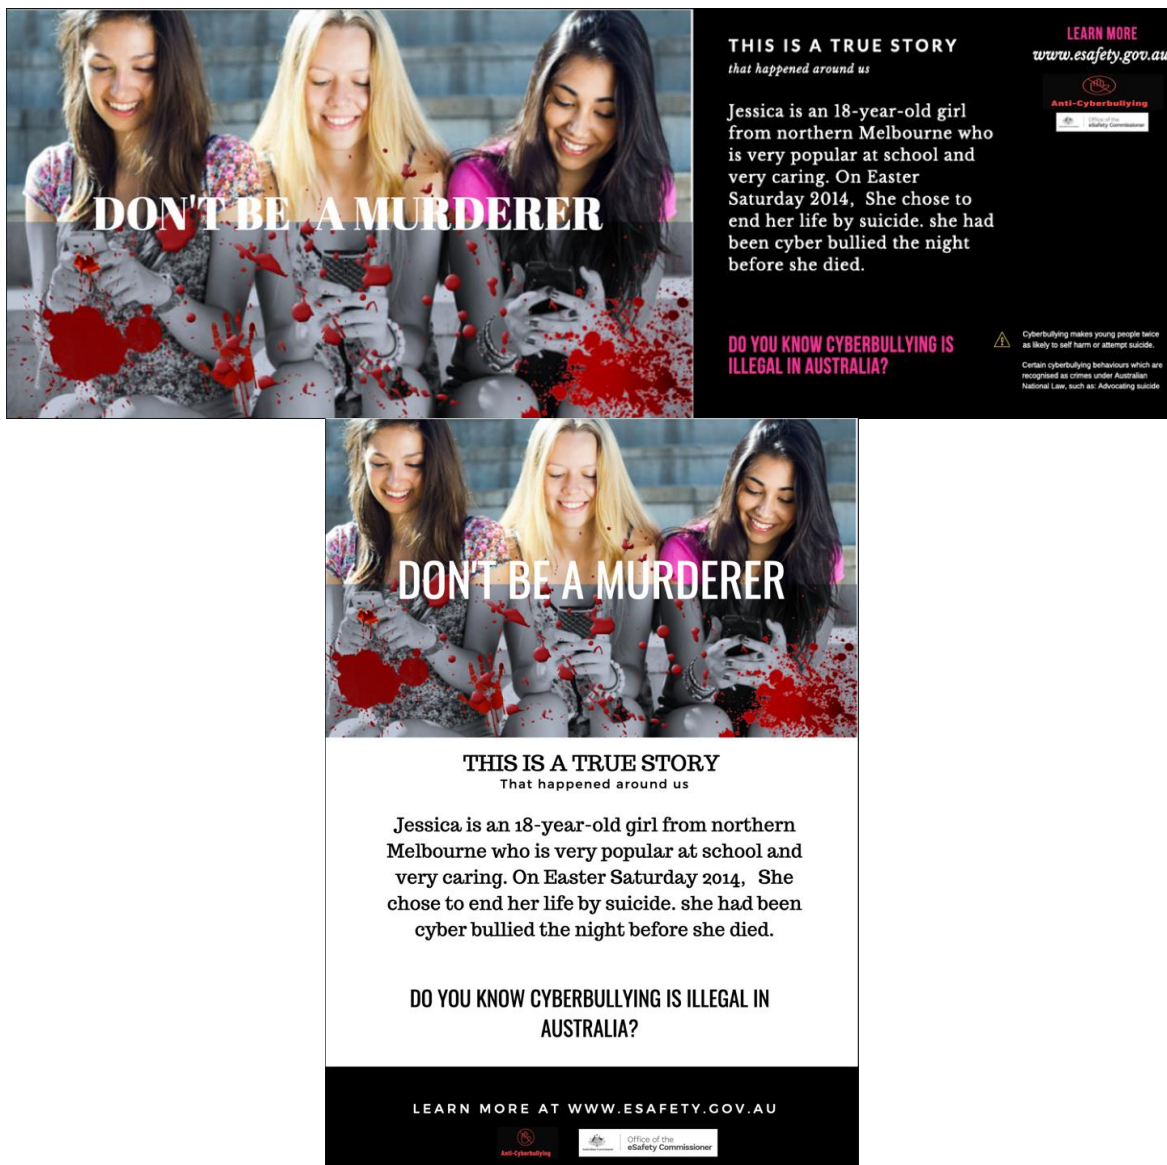 DON'T BE A MURDERER
THIS IS A TRUE STORY
that happened around us
Jessica is an 18-year-old girl
from northern Melbourne who
is very popular at school and
very caring. On Easter
Saturday 2014, She chose to
end her life by suicide. she had
been cyber bullied the night
before she died.
DO YOU KNOW CYBERBULLYING IS
ILLEGAL IN AUSTRALIA?
LEARN MORE
www.esafety.gov.au
Anti-Cyberbullying
Office of the
eSafety Commissioner
Cyberbullying makes young people twice
as likely to self harm or attempt suicide.
Certain cyberbullying behaviours which are
recognised as crimes under Australian
National Law, such as: Advocating suicide
DON'T BE A MURDERER
THIS IS A TRUE STORY
That happened around us
Jessica is an 18-year-old girl from northern
Melbourne who is very popular at school and
very caring. On Easter Saturday 2014, She
chose to end her life by suicide. she had been
cyber bullied the night before she died.
DO YOU KNOW CYBERBULLYING IS ILLEGAL IN
AUSTRALIA?
LEARN MORE AT WWW.ESAFETY.GOV.AU
Anti-Cyberbullying
Office of the
eSafety Commissioner